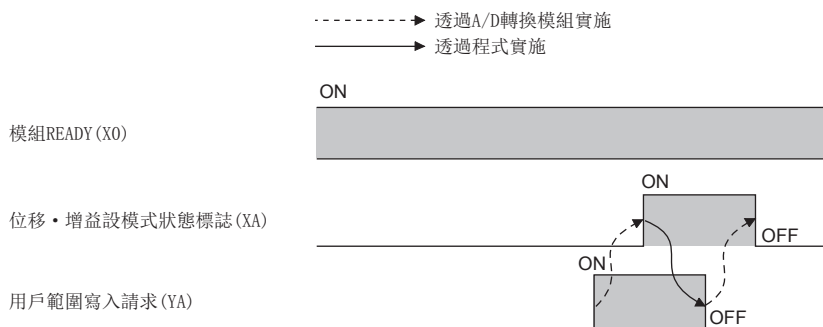 透過A/D轉換模組實施
透過程式實施
ON
模組READY(X0)
ON
位移・增益設模式狀態標誌(XA)
OFF
ON
用戶範圍寫入請求(YA)
OFF